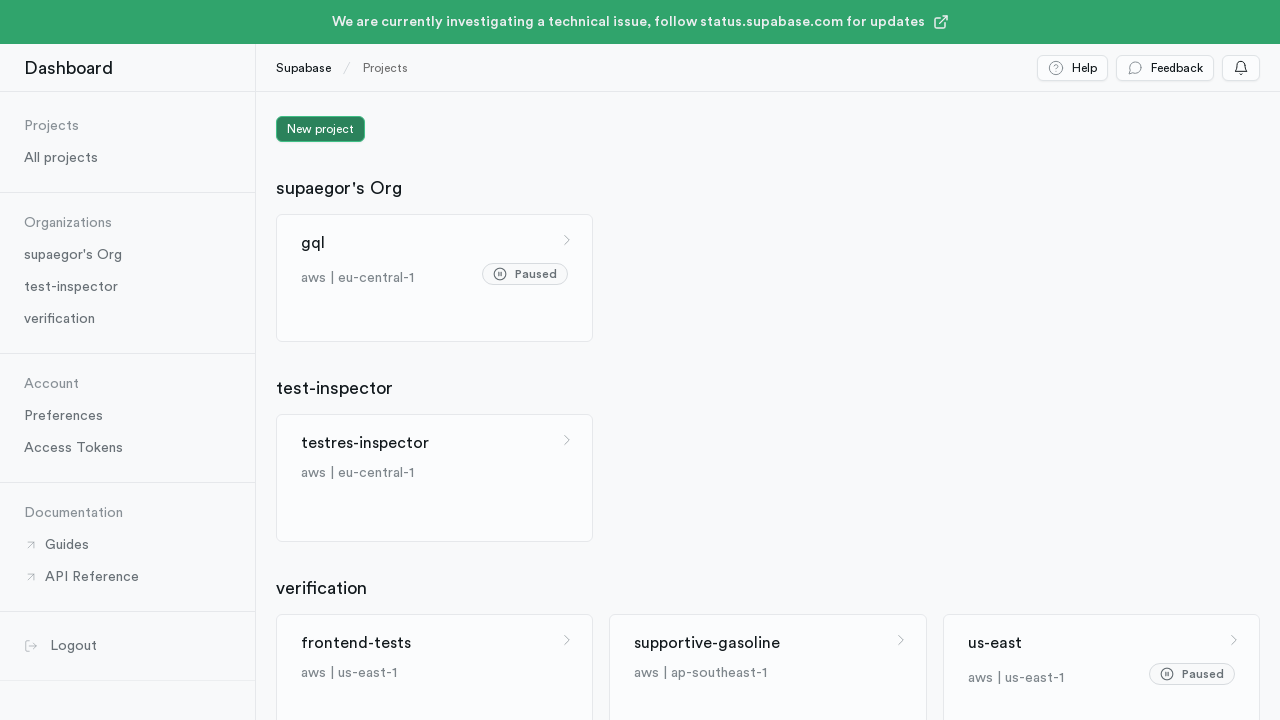 We are currently investigating a technical issue, follow status.supabase.com for updates
Dashboard
Supabase / Projects
Help
Feedback
Projects
All projects
Organizations
supaegor's Org
test-inspector
verification
Account
Preferences
Access Tokens
Documentation
Guides
API Reference
Logout
New project
supaegor's Org
gql
aws | eu-central-1
Paused
test-inspector
testres-inspector
aws | eu-central-1
verification
frontend-tests
aws | us-east-1
supportive-gasoline
aws | ap-southeast-1
us-east
aws | us-east-1
Paused